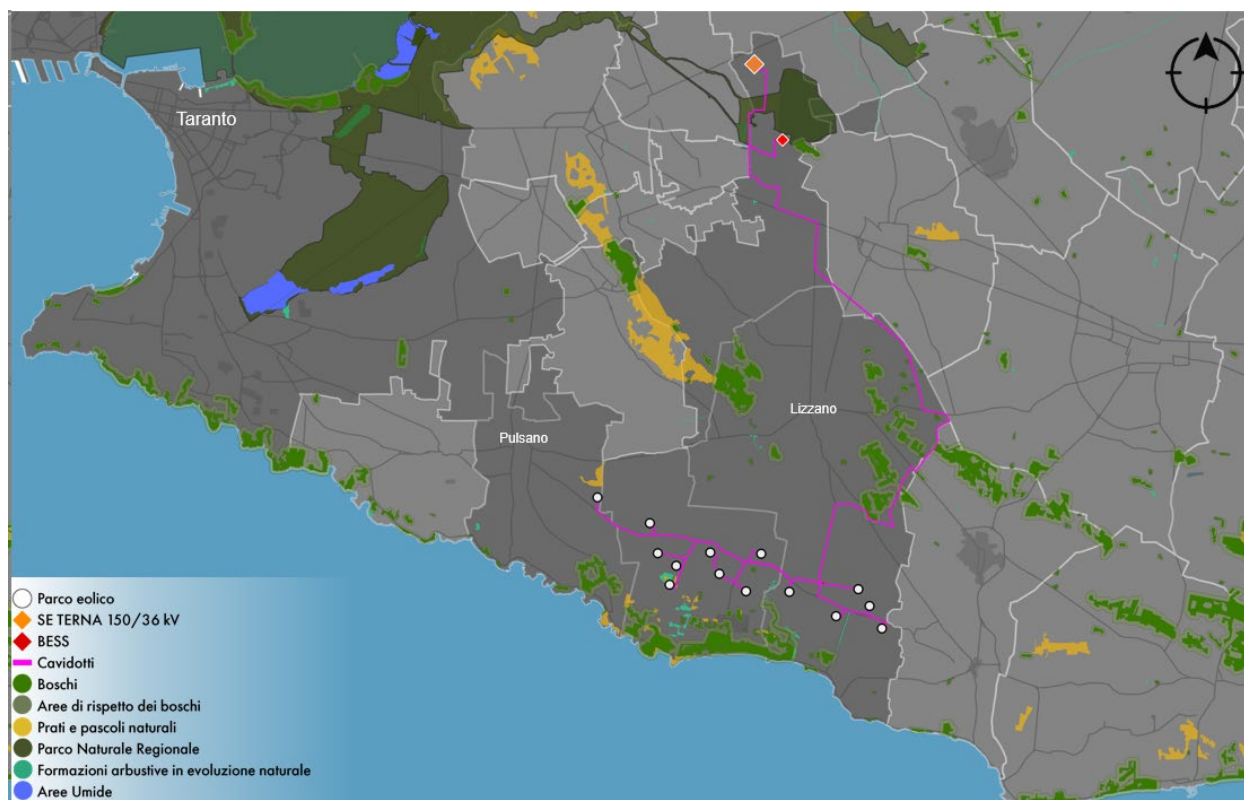 Taranto
Lizzano
Pulsano
Parco eolico
SE TERNA 150/36 kV
BESS
Cavidotti
Boschi
Aree di rispetto dei boschi
Prati e pascoli naturali
Parco Naturale Regionale
Formazioni arbustive in evoluzione naturale
Aree Umide